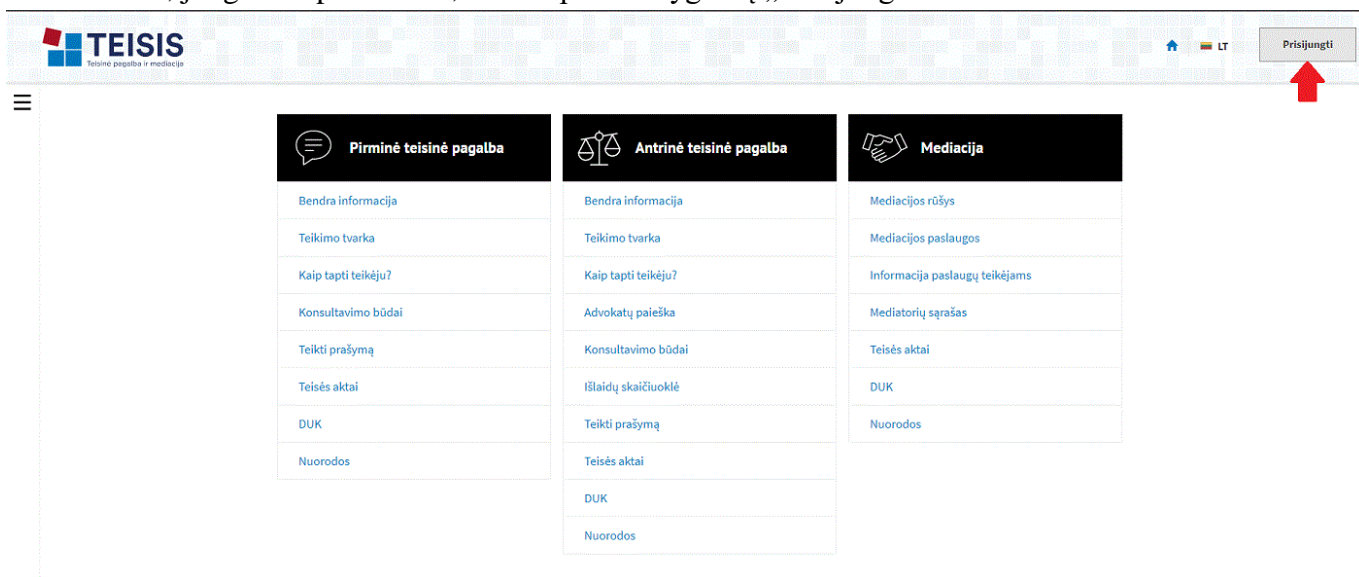 TEISIS
Teisinė pagalba ir mediacija
LT
Prisijungti
Pirminė teisinė pagalba
Bendra informacija
Teikimo tvarka
Kaip tapti teikėju?
Konsultavimo būdai
Teikti prašymą
Teisės aktai
DUK
Nuorodos
Antrinė teisinė pagalba
Bendra informacija
Teikimo tvarka
Kaip tapti teikėju?
Advokatų paieška
Konsultavimo būdai
Išlaidų skaičiuoklė
Teikti prašymą
Teisės aktai
DUK
Nuorodos
Mediacija
Mediacijos rūšys
Mediacijos paslaugos
Informacija paslaugų teikėjams
Mediatorių sąrašas
Teisės aktai
DUK
Nuorodos